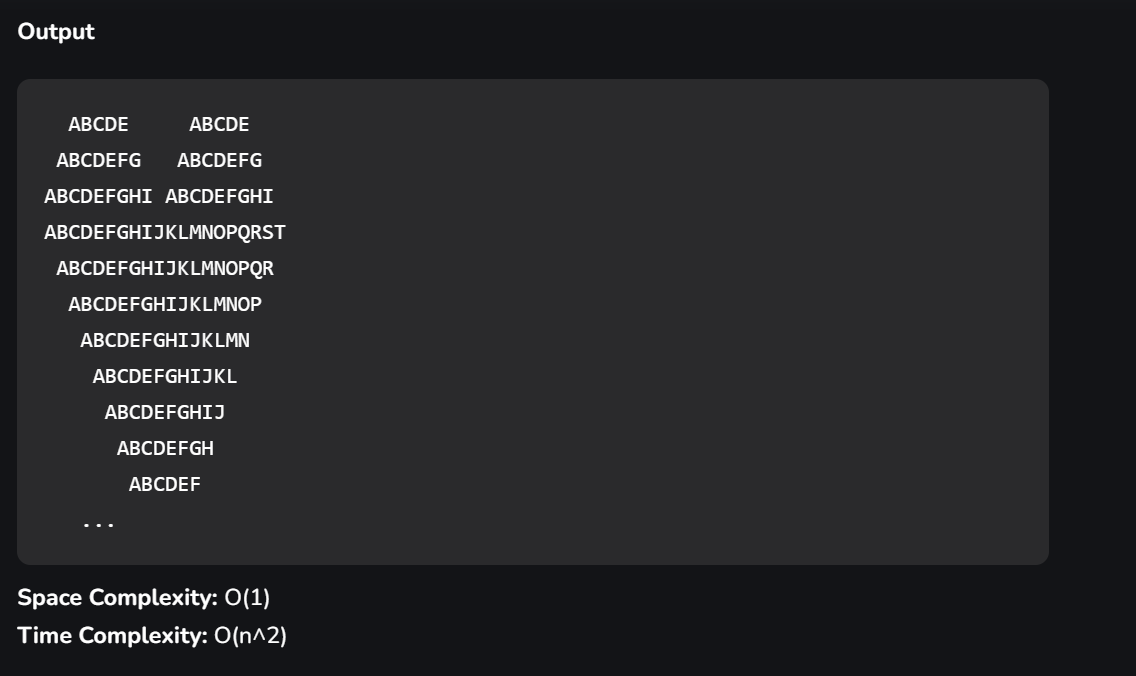 Output
ABCDE     ABCDE
ABCDEFG   ABCDEFG
ABCDEFGHI ABCDEFGHI
ABCDEFGHIJKLMNOPQRST
ABCDEFGHIJKLMNOPQR
ABCDEFGHIJKLMNOP
ABCDEFGHIJKLMN
ABCDEFGHIJKL
ABCDEFGHIJ
ABCDEFGH
ABCDEF
...
Space Complexity: O(1)
Time Complexity: O(n^2)